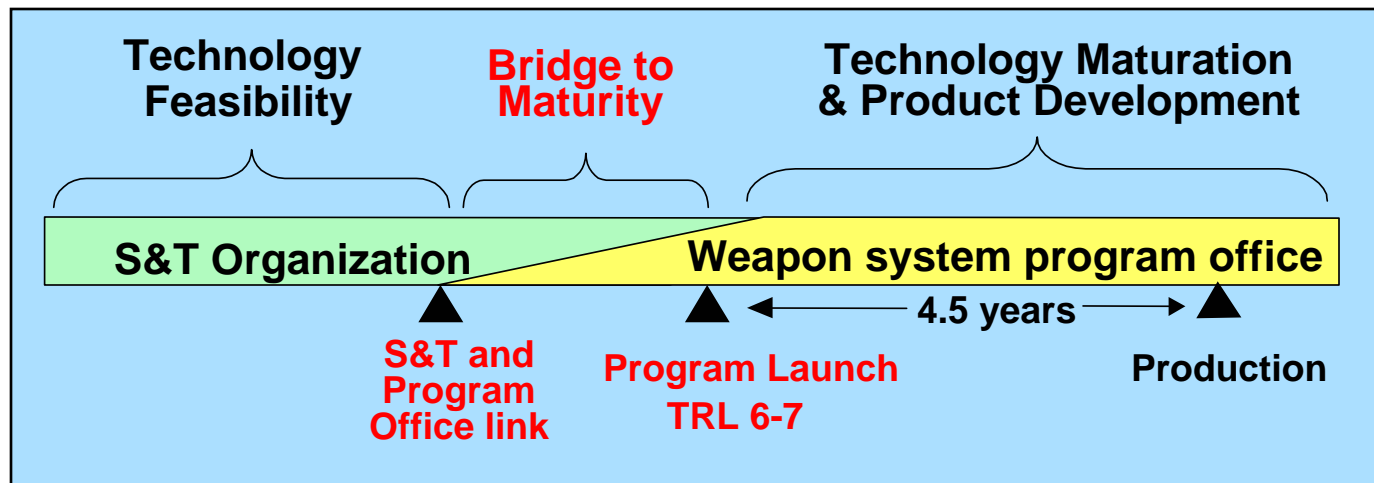 Technology
Feasibility
Bridge to
Maturity
Technology Maturation
& Product Development
S&T Organization
Weapon system program office
4.5 years
S&T and
Program
Office link
Program Launch
TRL 6-7
Production